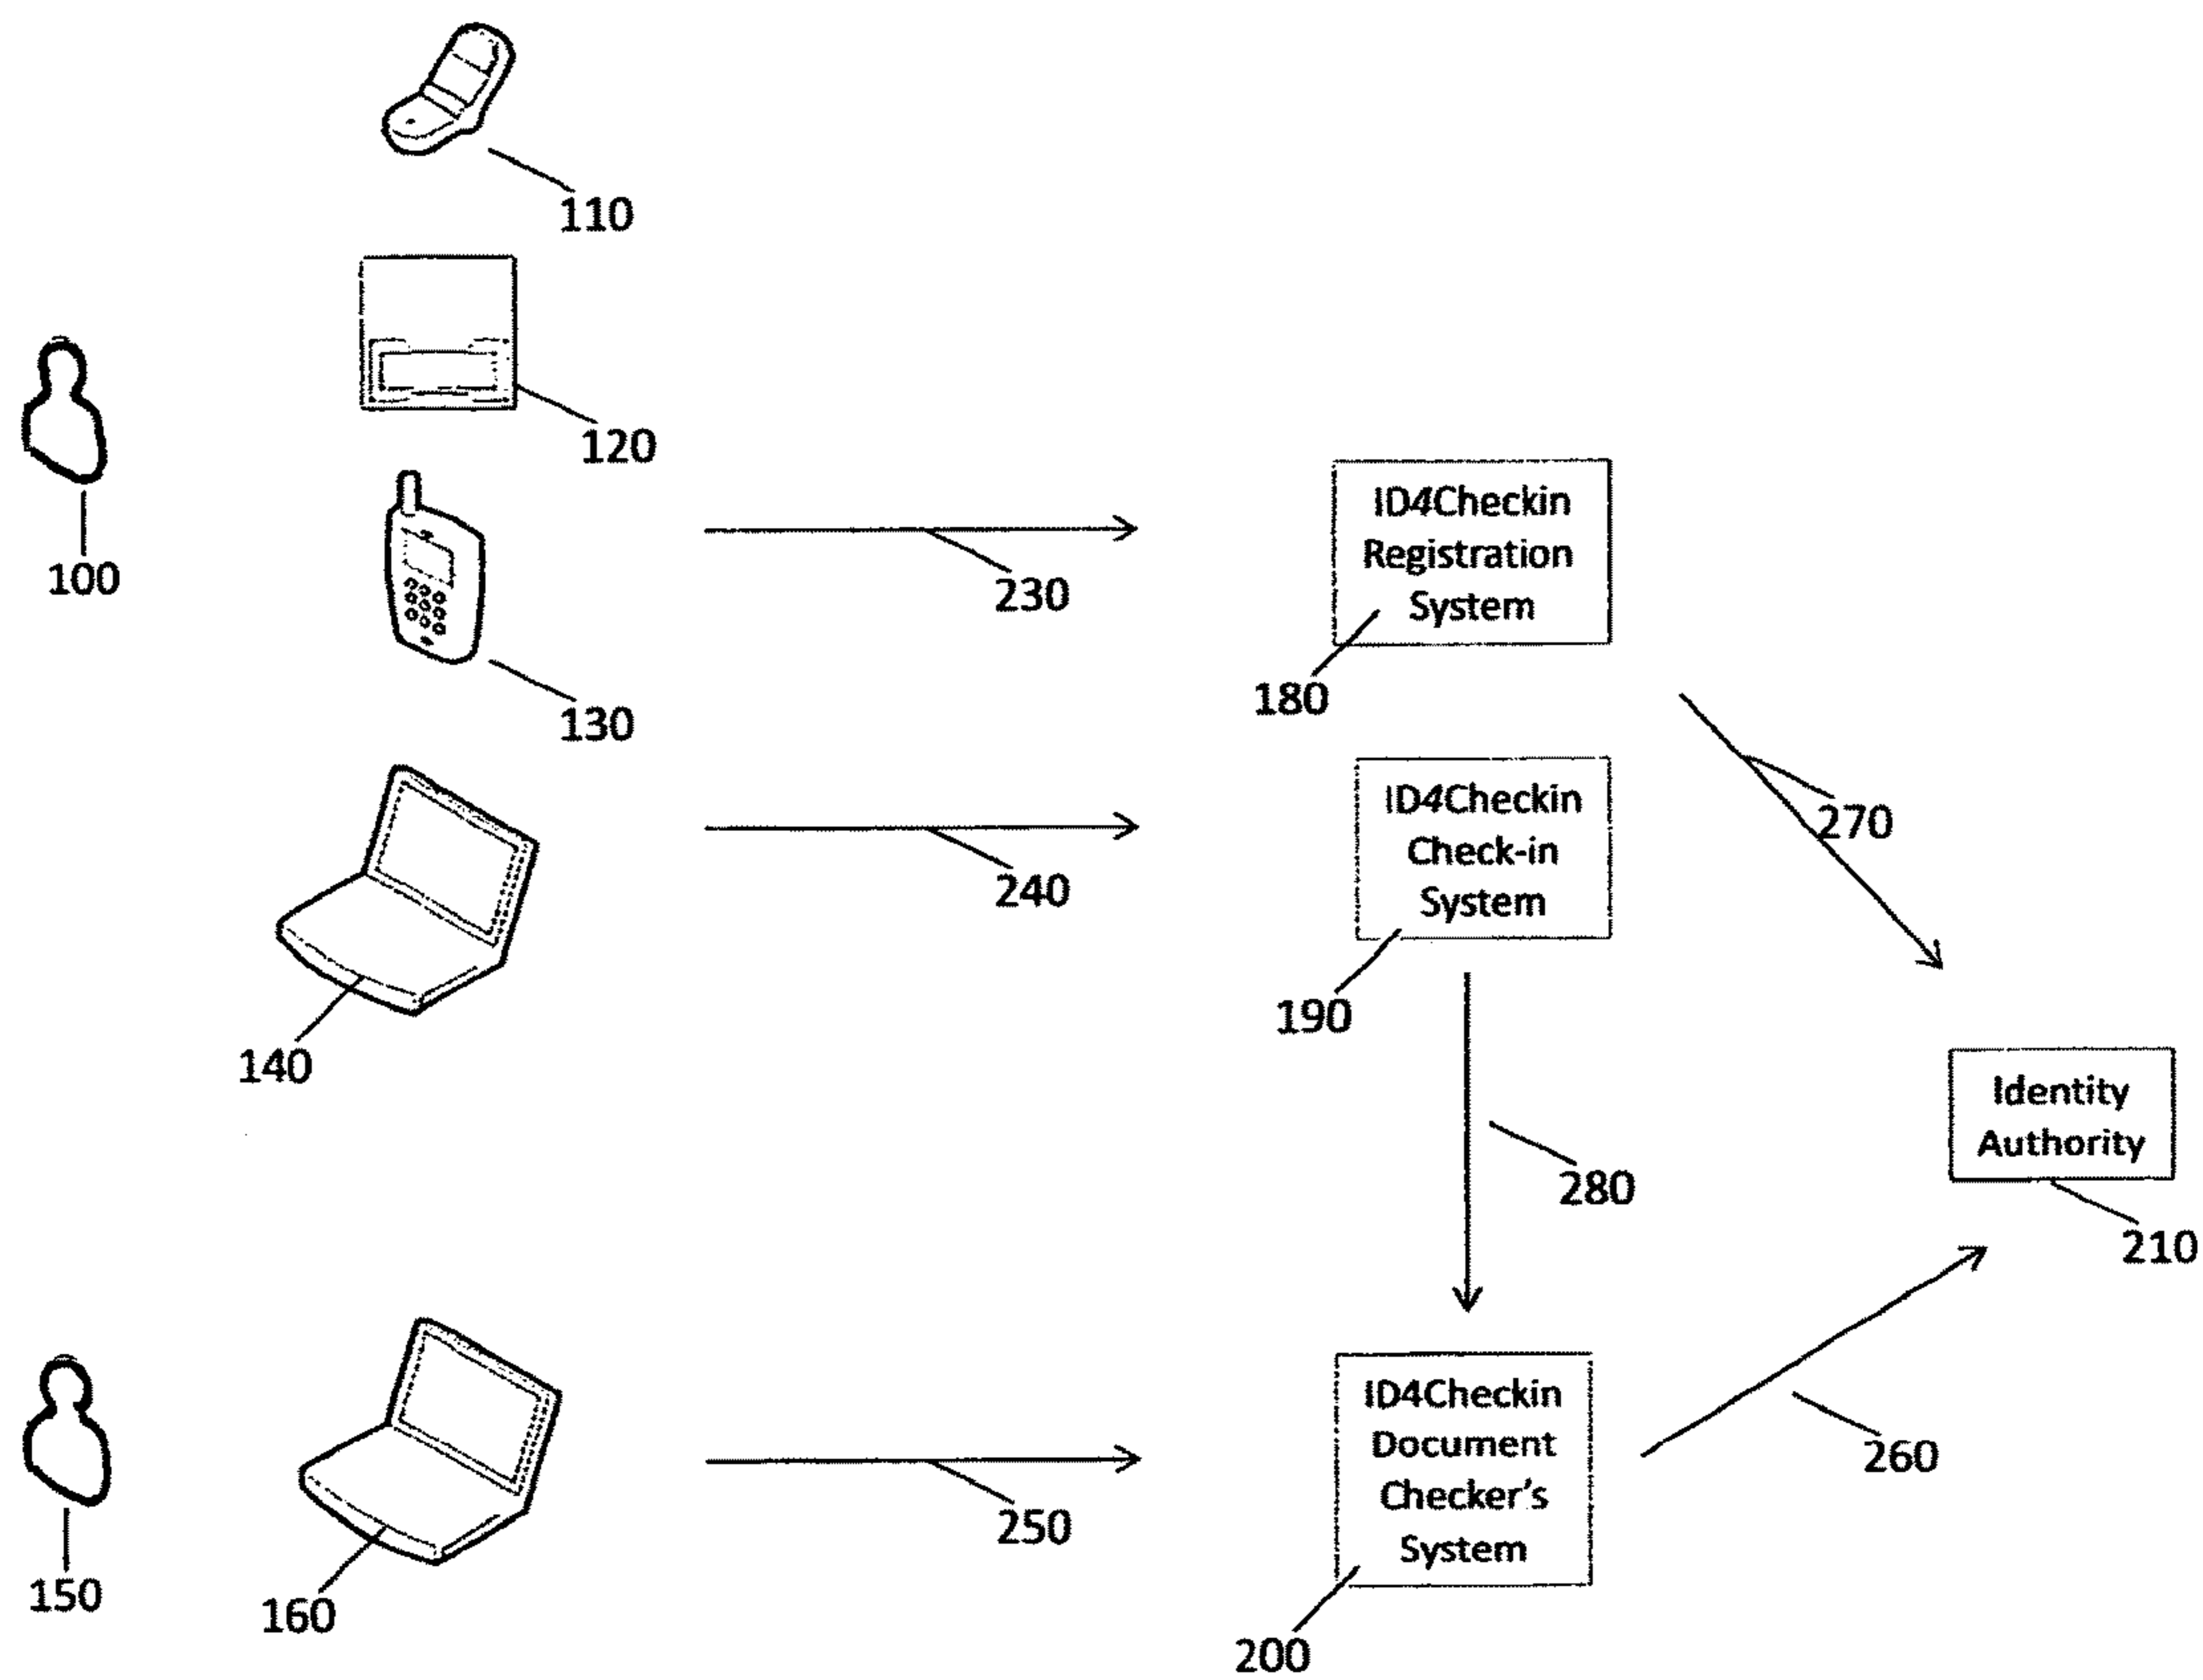 110
120
100
230
ID4Checkin
Registration
System
180
130
270
ID4Checkin
Check-in
System
240
190
140
280
Identity
Authority
210
ID4Checkin
Document
Checker's
System
260
250
150
160
200